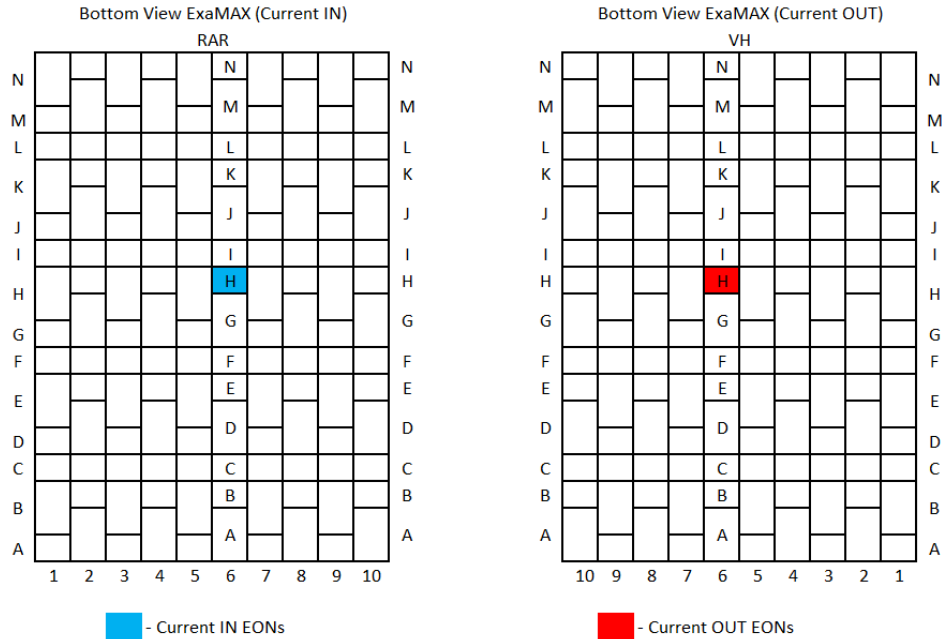 Bottom View ExaMAX (Current IN)
RAR
N N N
M M M
L L L
K K K
J J J
I I I
H H H
G G G
F F F
E E E
D D D
C C C
B B B
A A A
1 2 3 4 5 6 7 8 9 10
- Current IN EONs
Bottom View ExaMAX (Current OUT)
VH
N N N
M M M
L L L
K K K
J J J
I I I
H H H
G G G
F F F
E E E
D D D
C C C
B B B
A A A
10 9 8 7 6 5 4 3 2 1
- Current OUT EONs